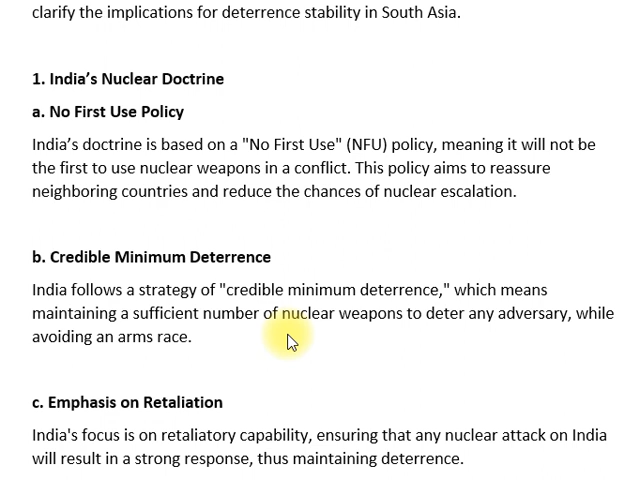 clarify the implications for deterrence stability in South Asia.
1. India’s Nuclear Doctrine
a. No First Use Policy
India’s doctrine is based on a "No First Use" (NFU) policy, meaning it will not be
the first to use nuclear weapons in a conflict. This policy aims to reassure
neighboring countries and reduce the chances of nuclear escalation.
b. Credible Minimum Deterrence
India follows a strategy of "credible minimum deterrence," which means
maintaining a sufficient number of nuclear weapons to deter any adversary, while
avoiding an arms race.
c. Emphasis on Retaliation
India's focus is on retaliatory capability, ensuring that any nuclear attack on India
will result in a strong response, thus maintaining deterrence.